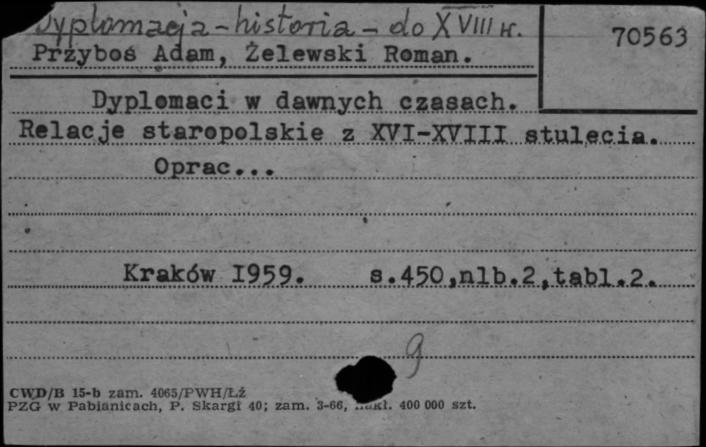 Dyplomacja - historia - do XVIII w.
70563
Przyboś Adam, Żelewski Roman.
Dyplomaci w dawnych czasach.
Relacje staropolskie z XVI-XVIII stulecia.
Oprac...
Kraków 1959. s.450,nlb.2,tabl.2.
9
CWD/B 15-b zam. 4065/PWH/Łź
PZG w Pabianicach, P. Skargi 40; zam. 3-66, 400 000 szt.